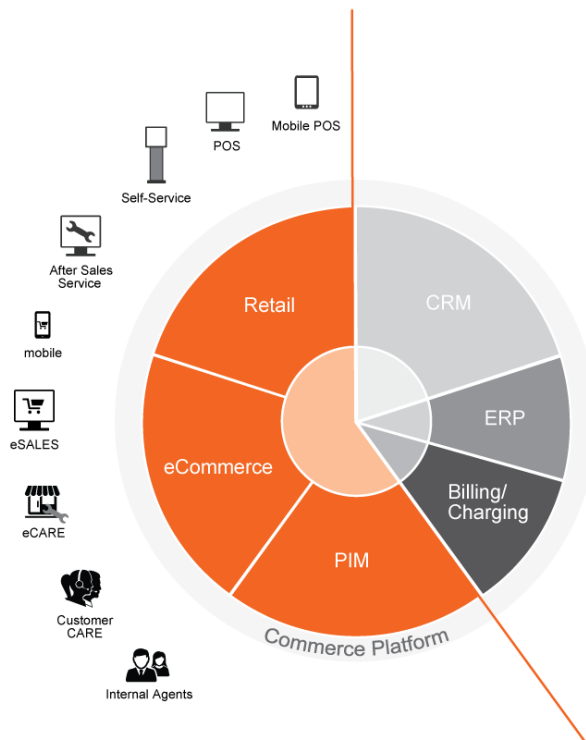 Mobile POS
POS
Self-Service
After Sales
Service
mobile
eSALES
eCARE
Customer
CARE
Internal Agents
Retail
CRM
eCommerce
ERP
Billing/
Charging
PIM
Commerce Platform